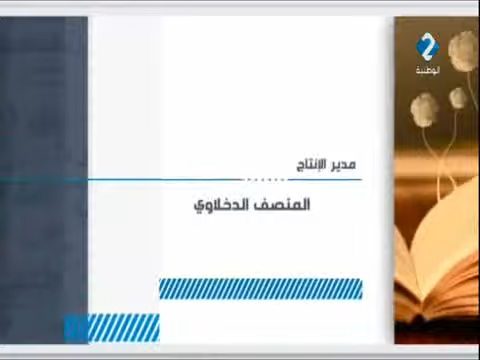 2
الوطنية
مدير الإنتاج
المنصف الدخلاوي